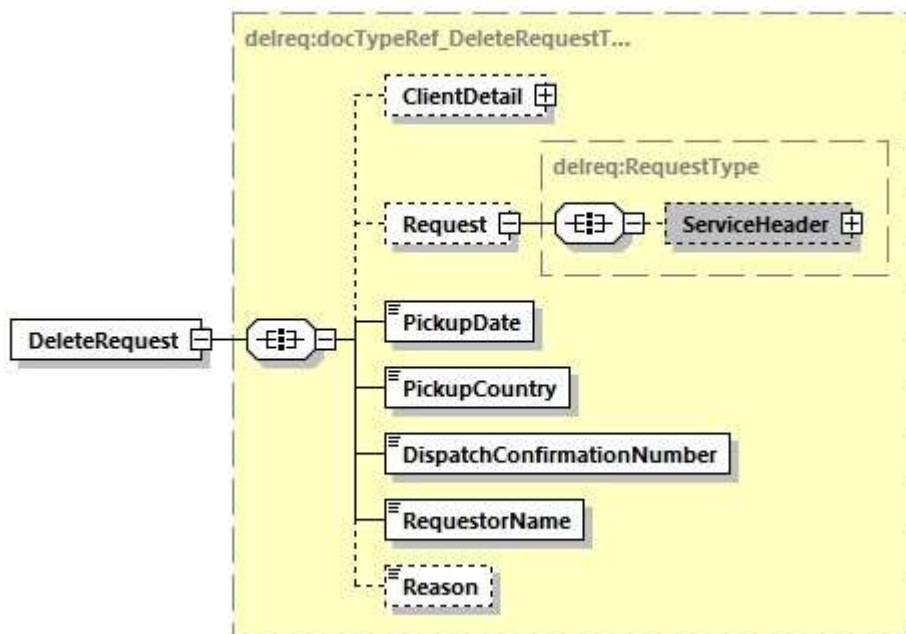 delreq:docTypeRef_DeleteRequestT...
ClientDetail
delreq:RequestType
Request
ServiceHeader
PickupDate
DeleteRequest
PickupCountry
DispatchConfirmationNumber
RequestorName
Reason